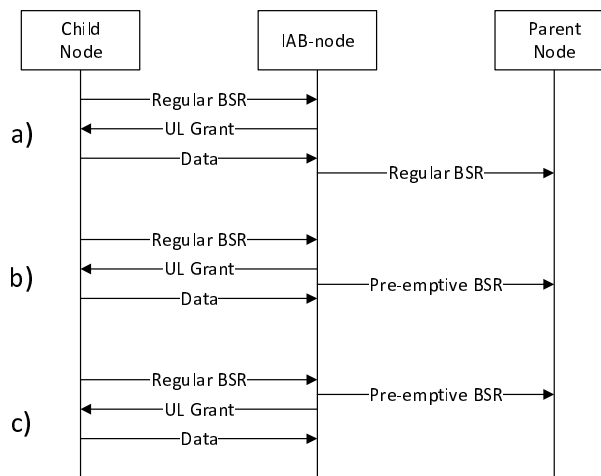 Child
Node
IAB-node
Parent
Node
a)
Regular BSR
UL Grant
Data
Regular BSR
b)
Regular BSR
UL Grant
Pre-emptive BSR
Data
c)
Regular BSR
Pre-emptive BSR
UL Grant
Data